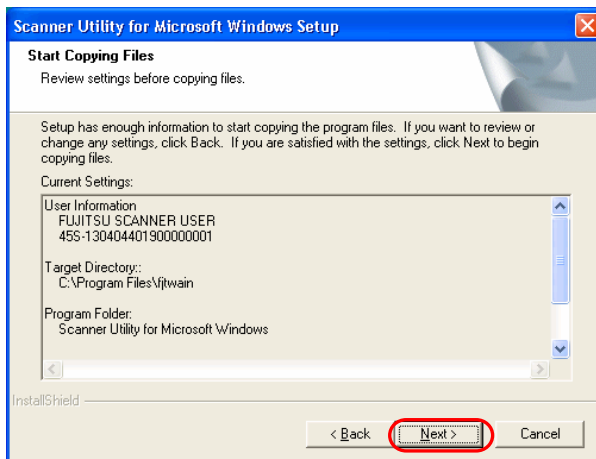 Scanner Utility for Microsoft Windows Setup
Start Copying Files
Review settings before copying files.
Setup has enough information to start copying the program files. If you want to review or
change any settings, click Back. If you are satisfied with the settings, click Next to begin
copying files.
Current Settings:
User Information
FUJITSU SCANNER USER
45S-130404401900000001
Target Directory::
C:\Program Files\fjtwain
Program Folder:
Scanner Utility for Microsoft Windows
InstallShield
< Back Next > Cancel